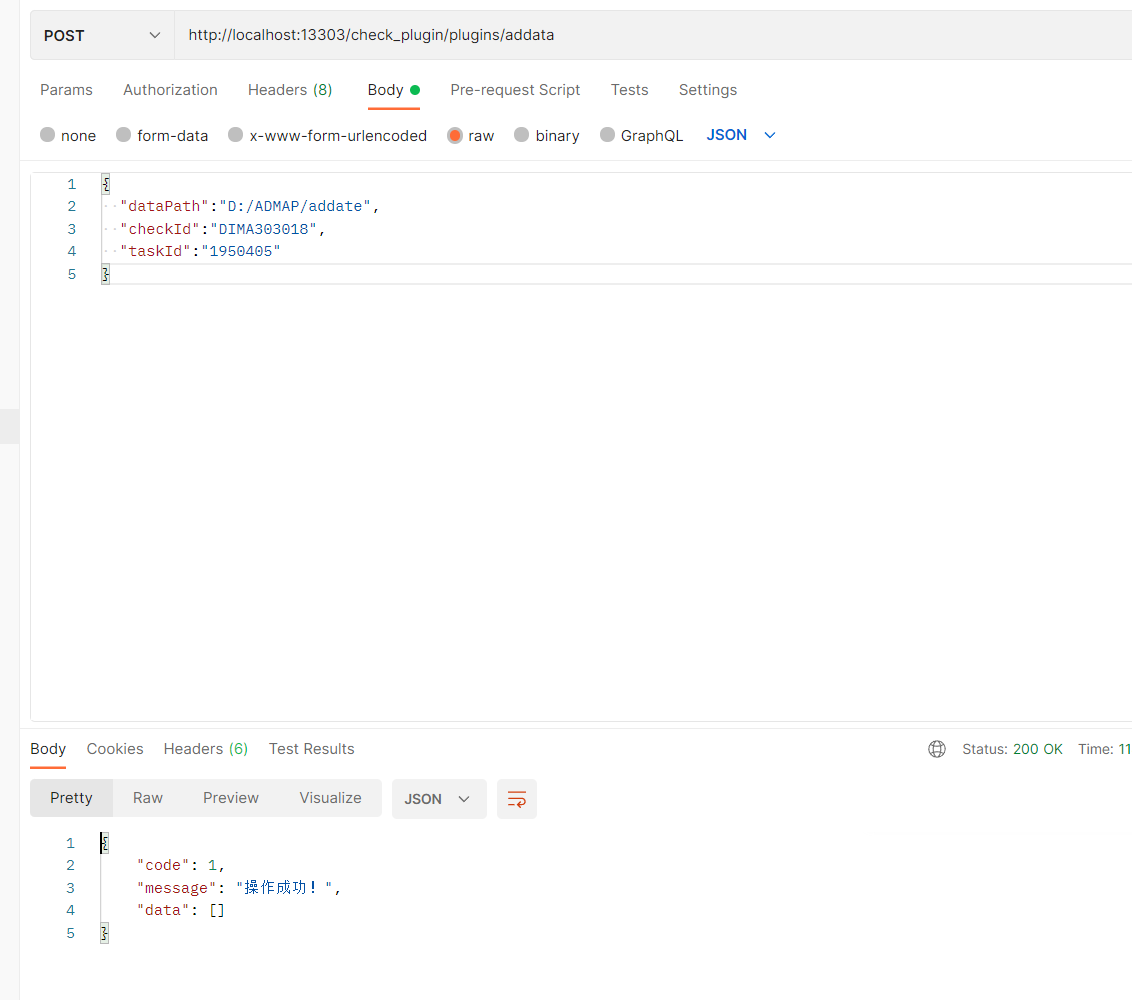 POST http://localhost:13303/check_plugin/plugins/addata
Params Authorization Headers (8) Body Pre-request Script Tests Settings
none form-data x-www-form-urlencoded raw binary GraphQL JSON
1 {
2 "dataPath":"D:/ADMAP/addate",
3 "checkId":"DIMA303018",
4 "taskId":"1950405"
5 }
Body Cookies Headers (6) Test Results Status: 200 OK Time: 11
Pretty Raw Preview Visualize JSON
1 {
2 "code": 1,
3 "message": "操作成功！",
4 "data": []
5 }